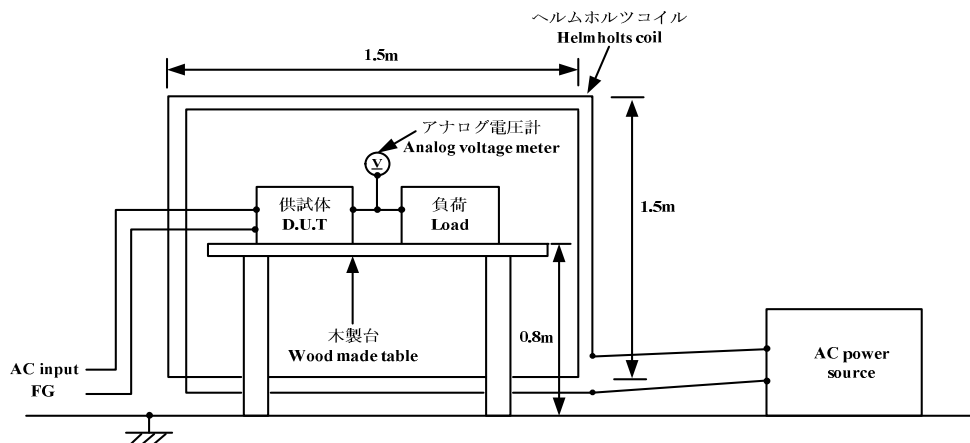 ヘルムホルツコイル
Helmholts coil
1.5m
アナログ電圧計
Analog voltage meter
V
供試体
D.U.T
負荷
Load
1.5m
木製台
Wood made table
0.8m
AC input
FG
AC power
source